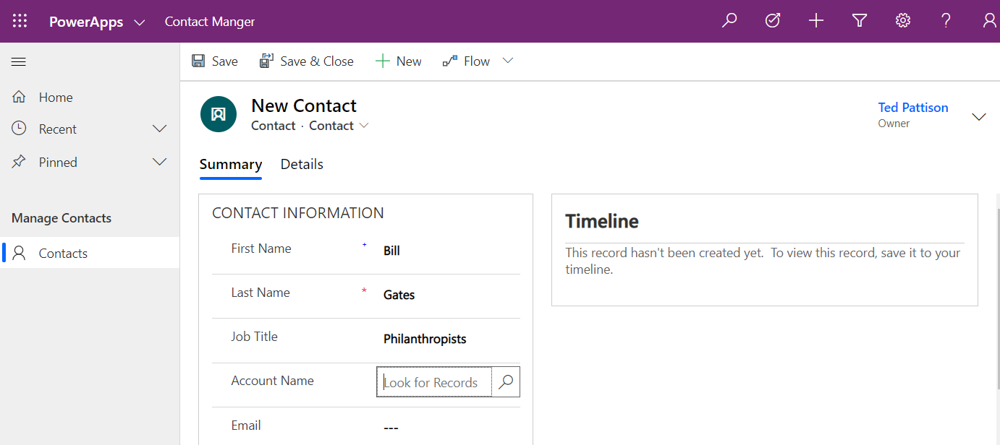 PowerApps Contact Manger
Save Save & Close New Flow
Home
Recent
Pinned
Manage Contacts
Contacts
New Contact
Contact · Contact
Ted Pattison
Owner
Summary Details
CONTACT INFORMATION
First Name + Bill
Last Name * Gates
Job Title Philanthropists
Account Name Look for Records
Email ---
Timeline
This record hasn't been created yet. To view this record, save it to your
timeline.